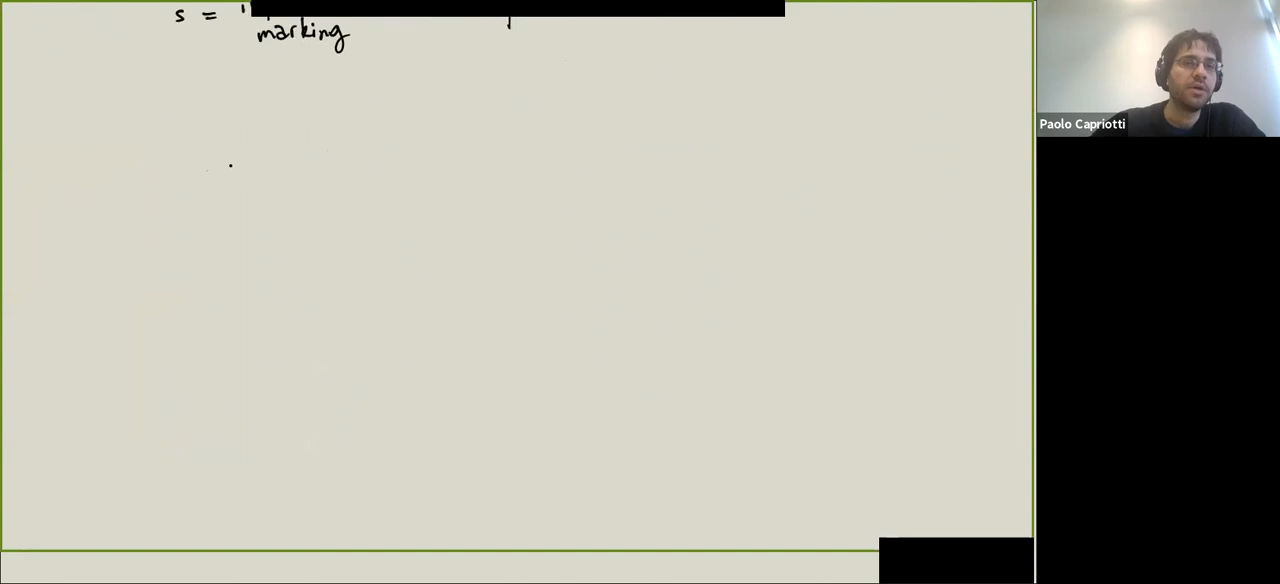 s =
marking
Paolo Capriotti